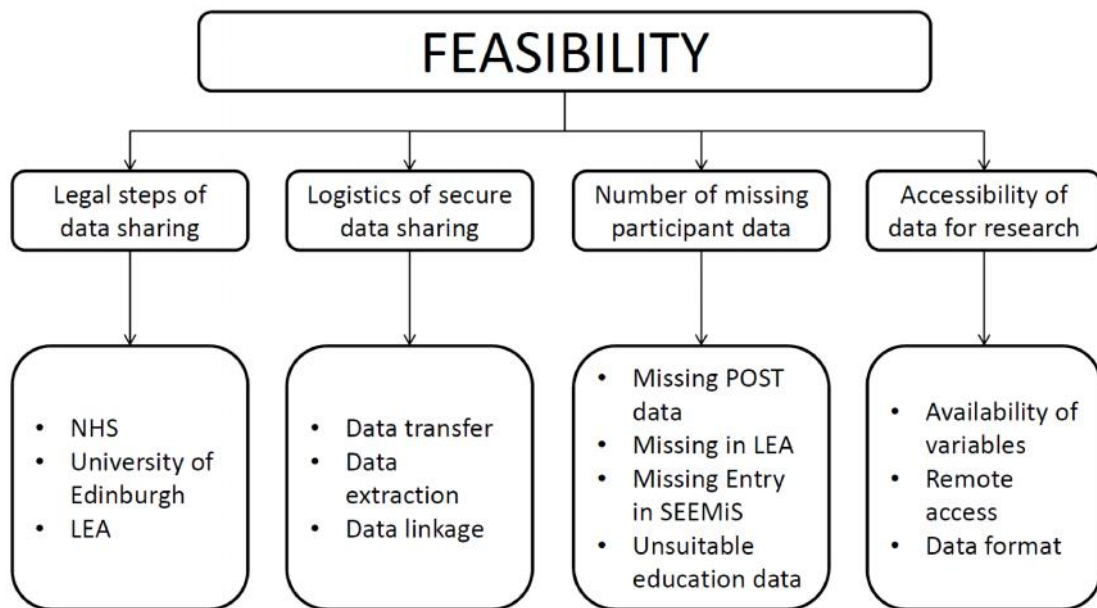 FEASIBILITY
Legal steps of
data sharing
Logistics of secure
data sharing
Number of missing
participant data
Accessibility of
data for research
• NHS
• University of
Edinburgh
• LEA
• Data transfer
• Data
extraction
• Data linkage
• Missing POST
data
• Missing in LEA
• Missing Entry
in SEEMiS
• Unsuitable
education data
• Availability of
variables
• Remote
access
• Data format